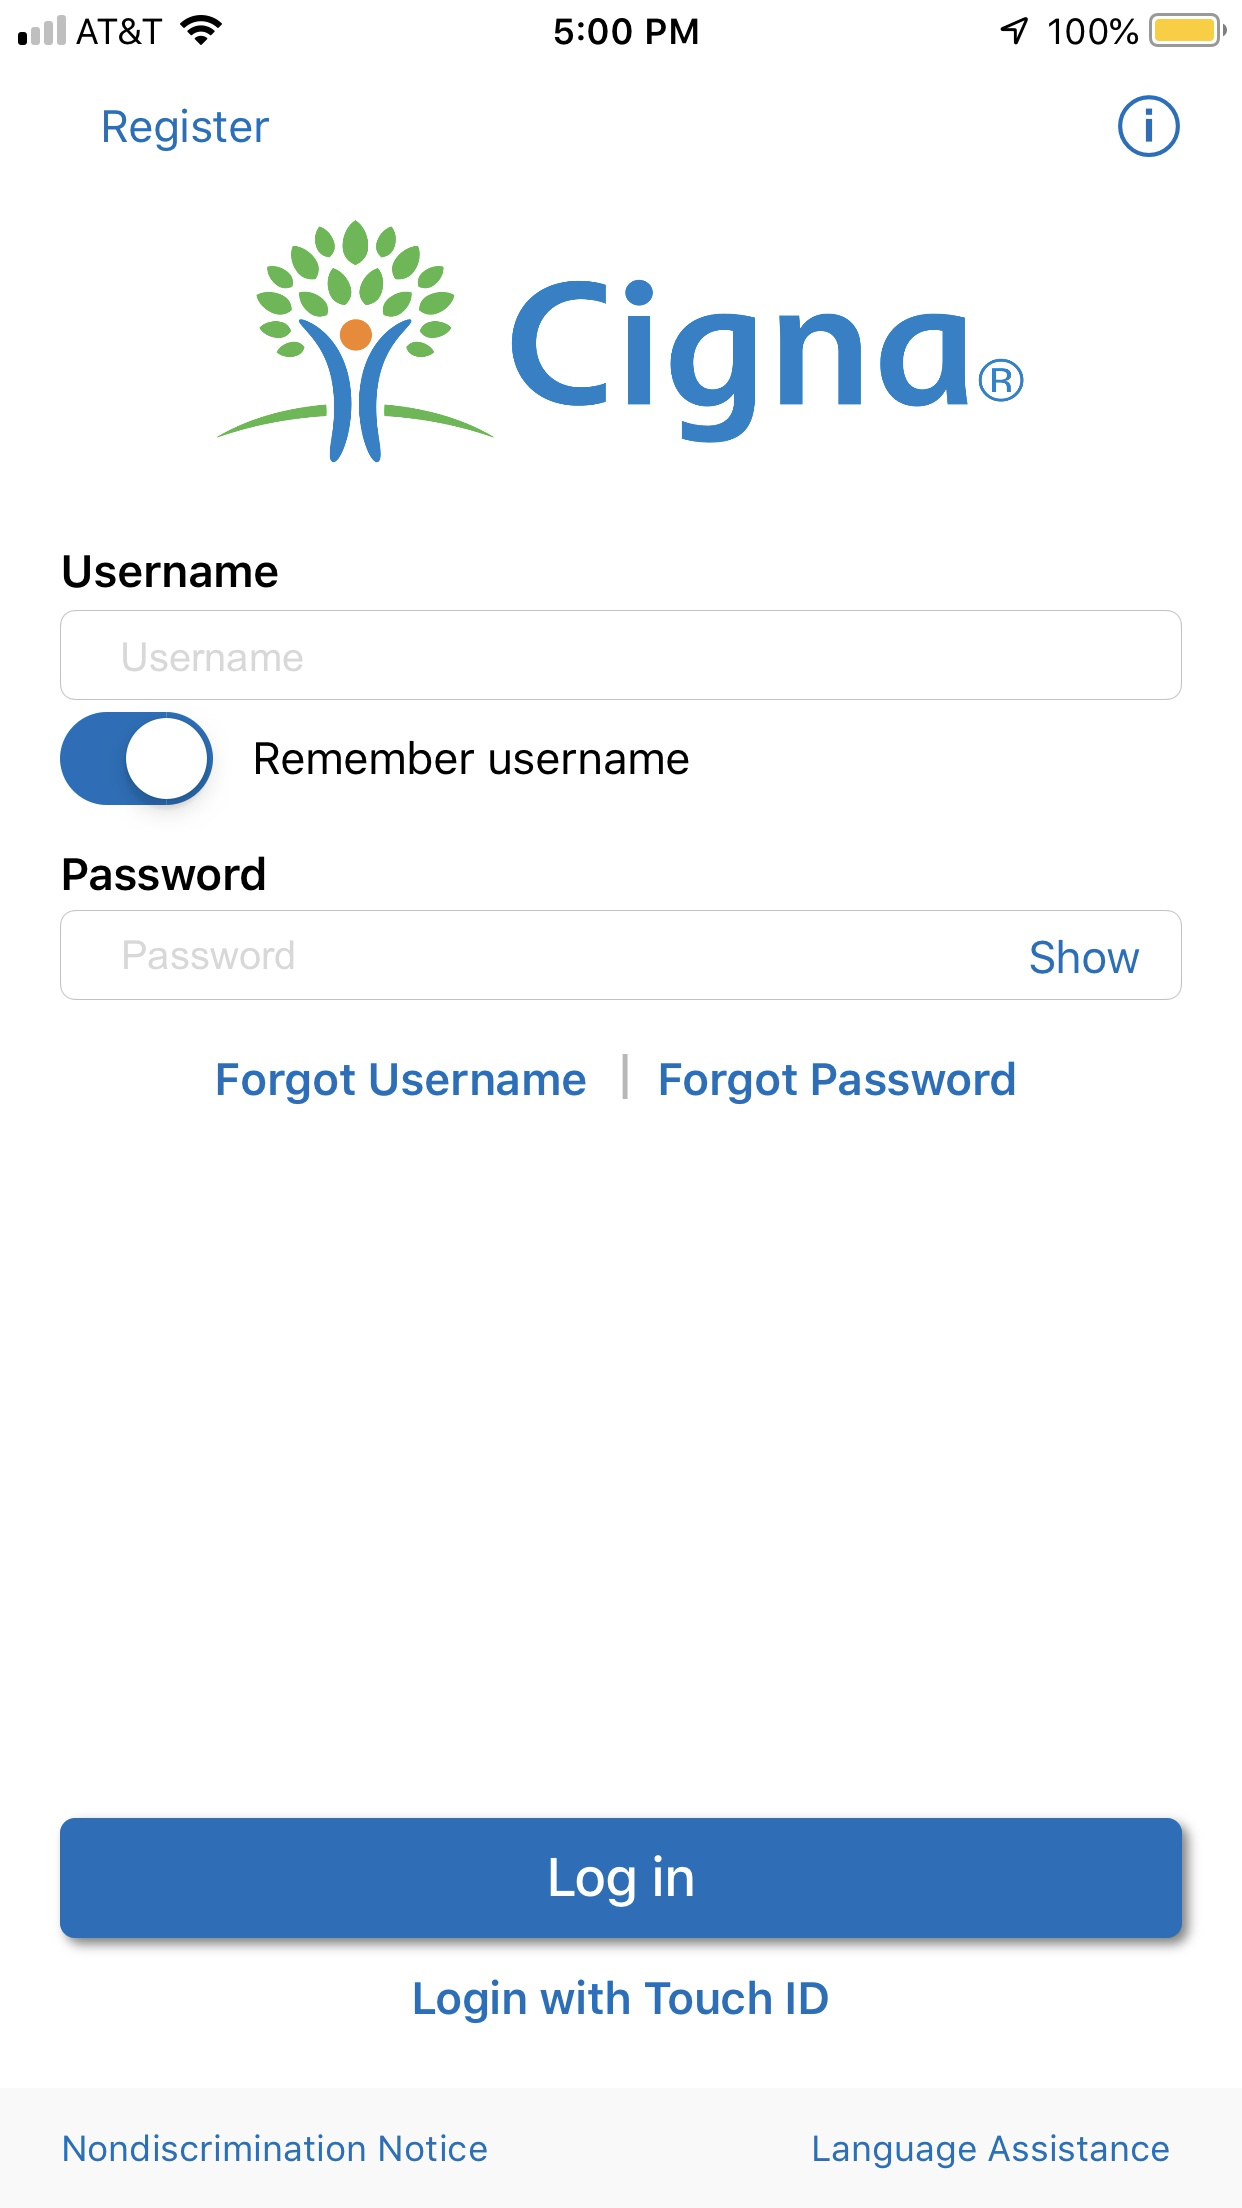 AT&T 5:00 PM 100%
Register
Cigna®
Username
Username
Remember username
Password
Password Show
Forgot Username | Forgot Password
Log in
Login with Touch ID
Nondiscrimination Notice Language Assistance